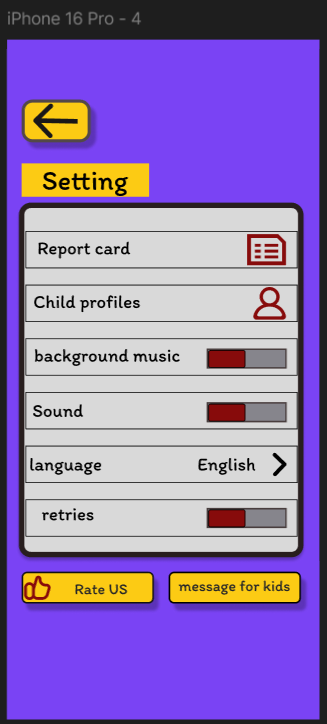 iPhone 16 Pro - 4
Setting
Report card
Child profiles
background music
Sound
language English
retries
Rate US
message for kids